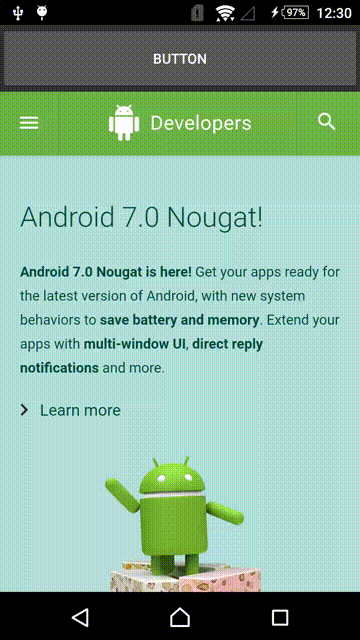 97% 12:30
BUTTON
Developers
Android 7.0 Nougat!
Android 7.0 Nougat is here! Get your apps ready for
the latest version of Android, with new system
behaviors to save battery and memory. Extend your
apps with multi-window UI, direct reply
notifications and more.
Learn more